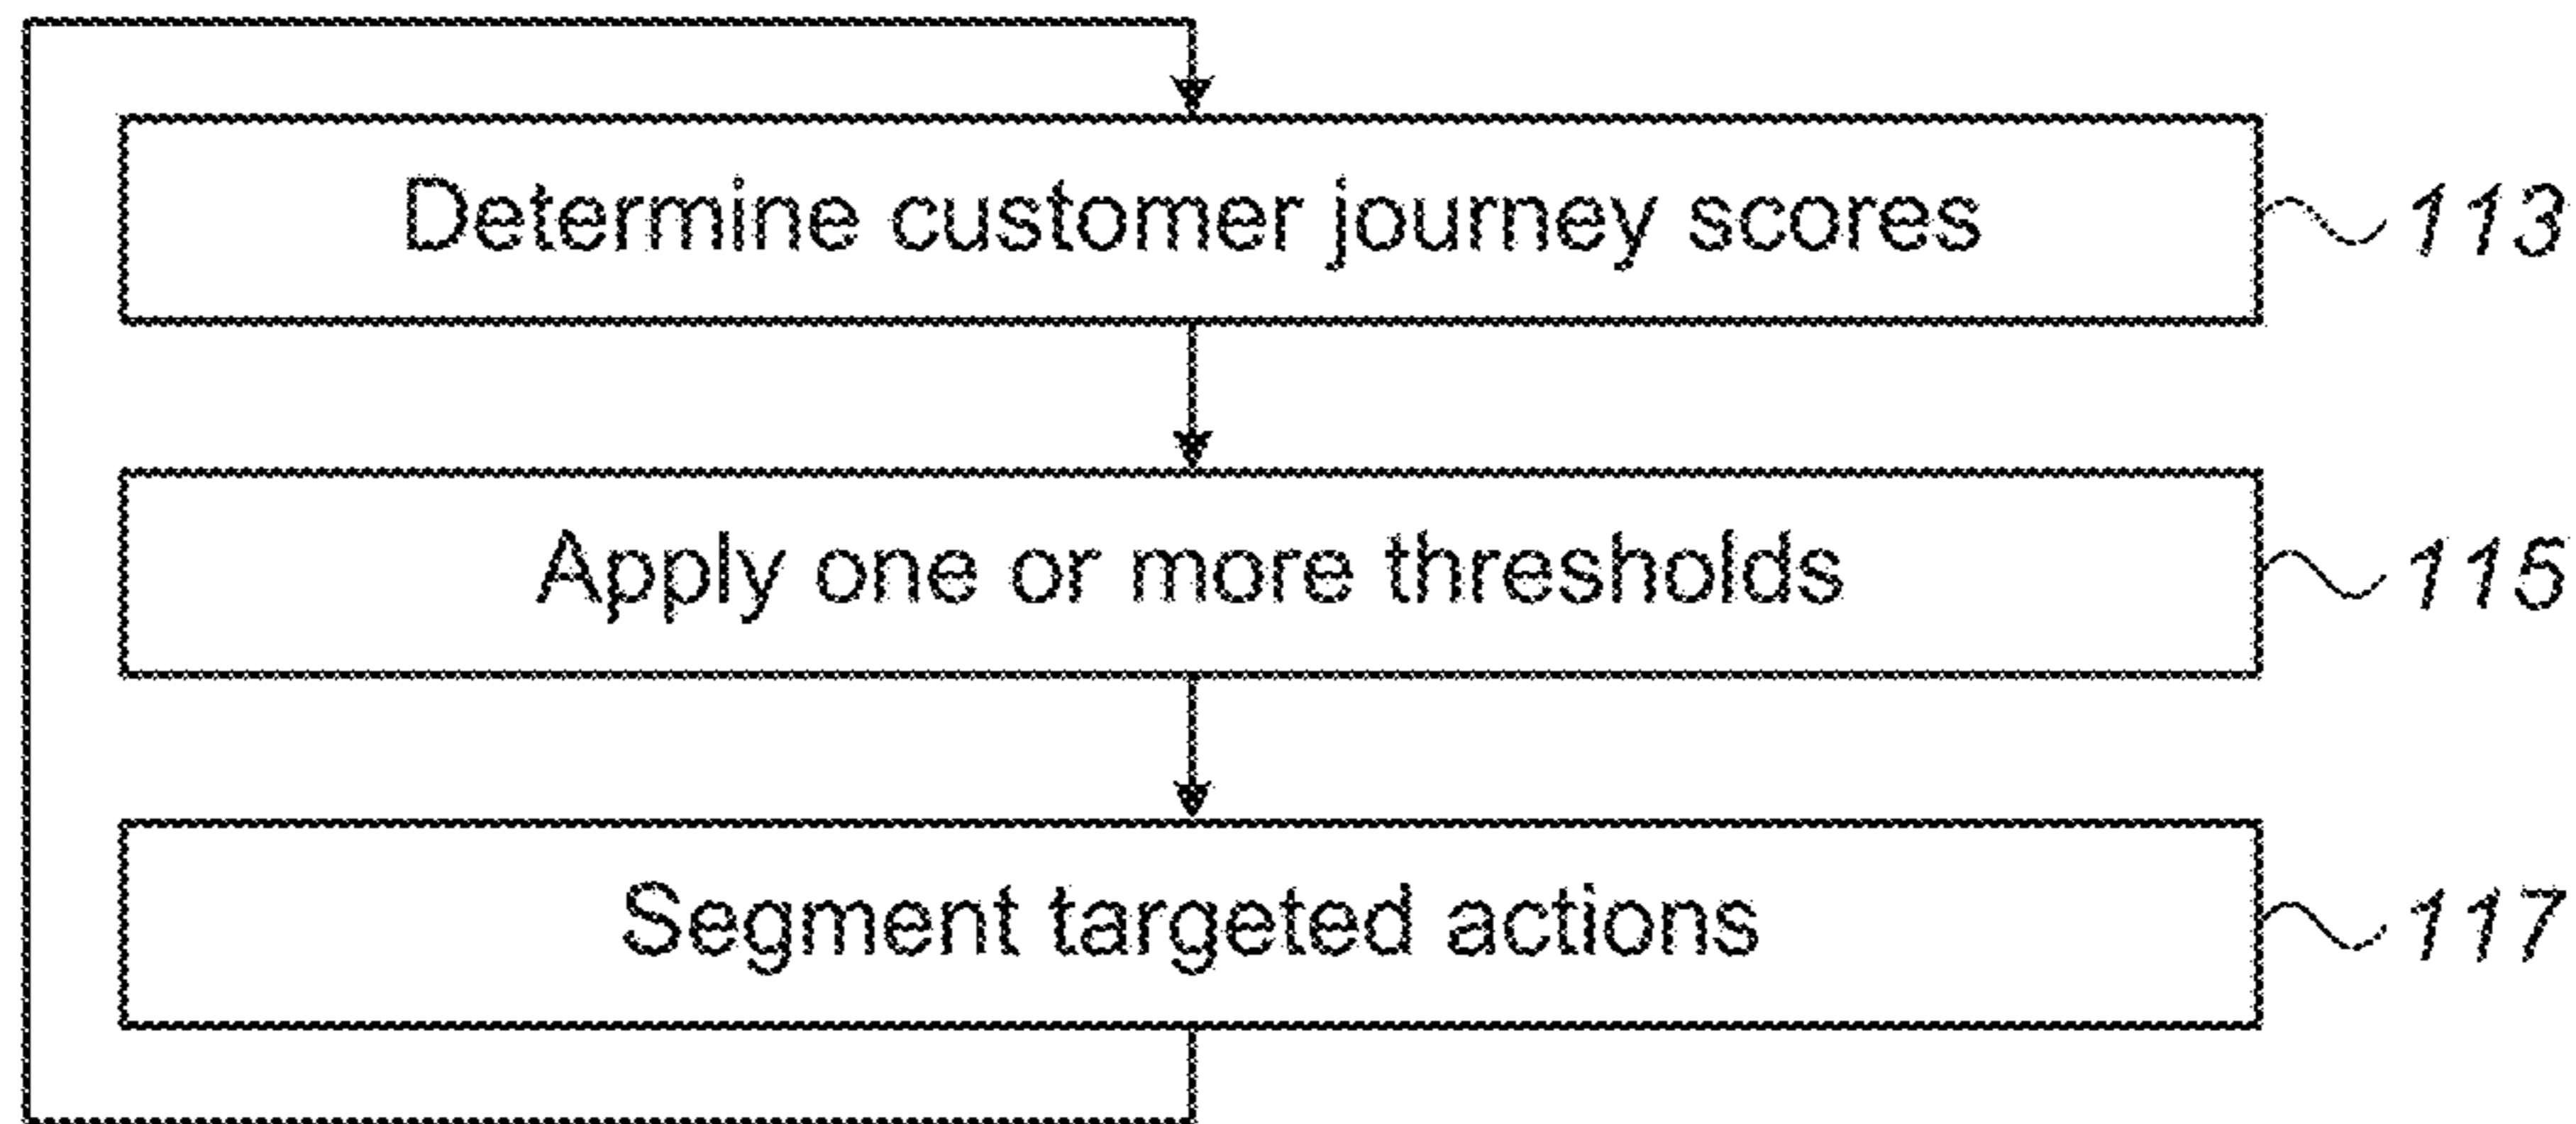 Determine customer journey scores 113
Apply one or more thresholds 115
Segment targeted actions 117